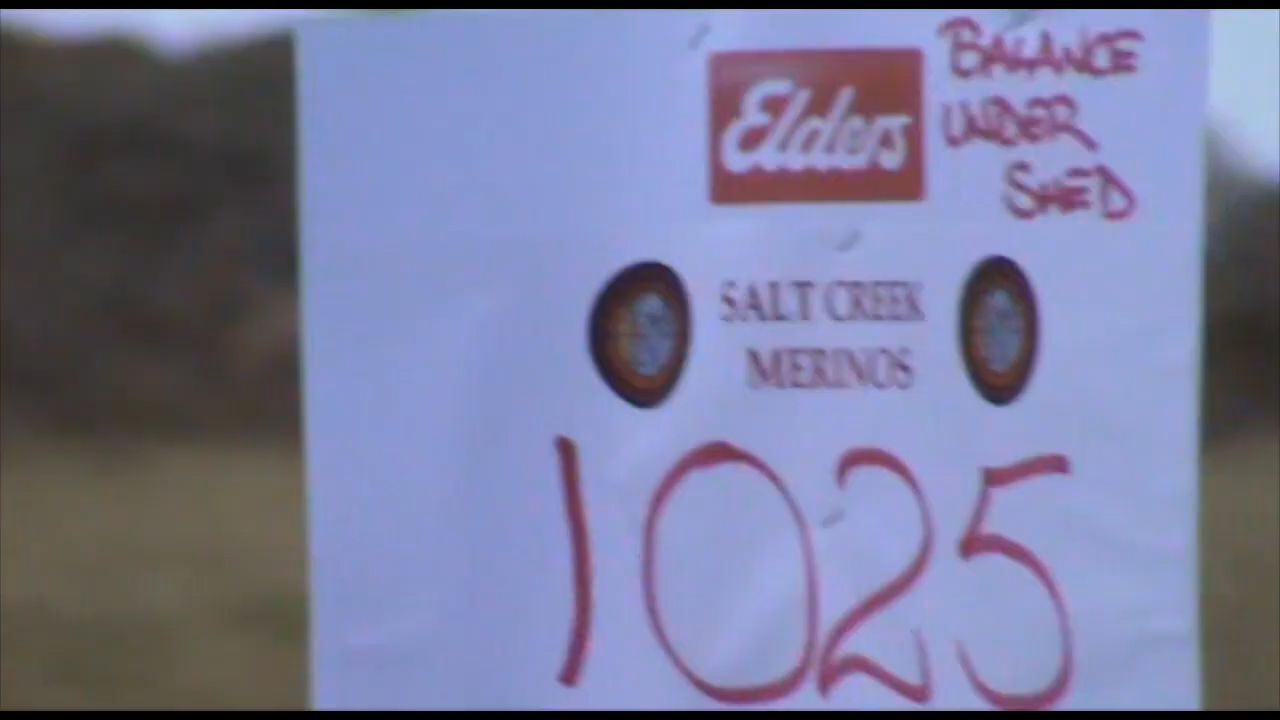 Elders
BALANCE
UNDER
SHED
SALT CREEK
MERINOS
1025